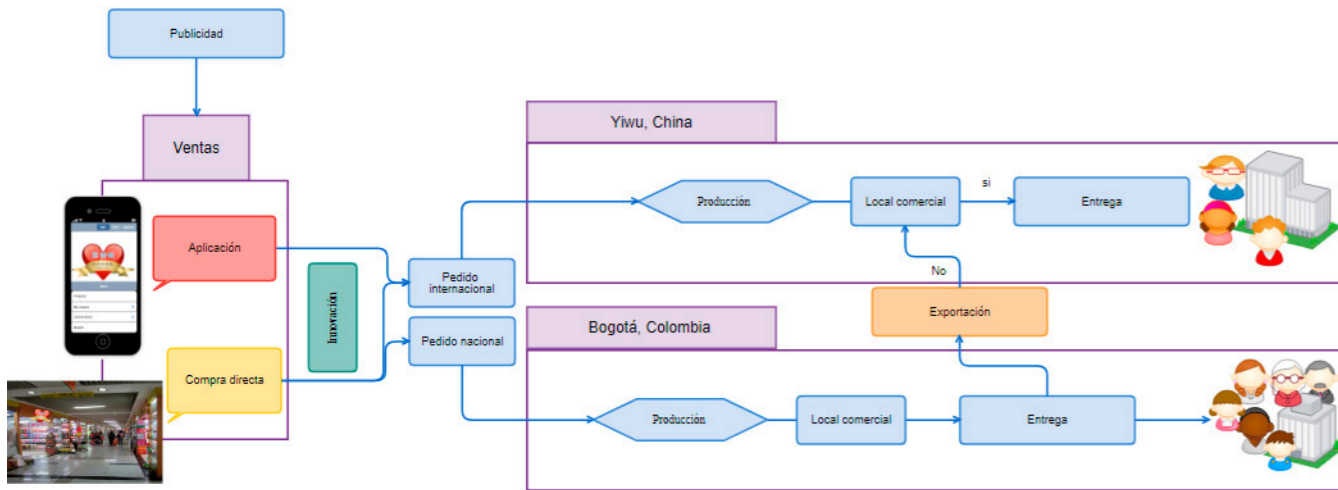 Publicidad
Ventas
Aplicación
Compra directa
Innovación
Pedido
internacional
Pedido nacional
Yiwu, China
Producción
Local comercial
si
Entrega
No
Exportación
Bogotá, Colombia
Producción
Local comercial
Entrega